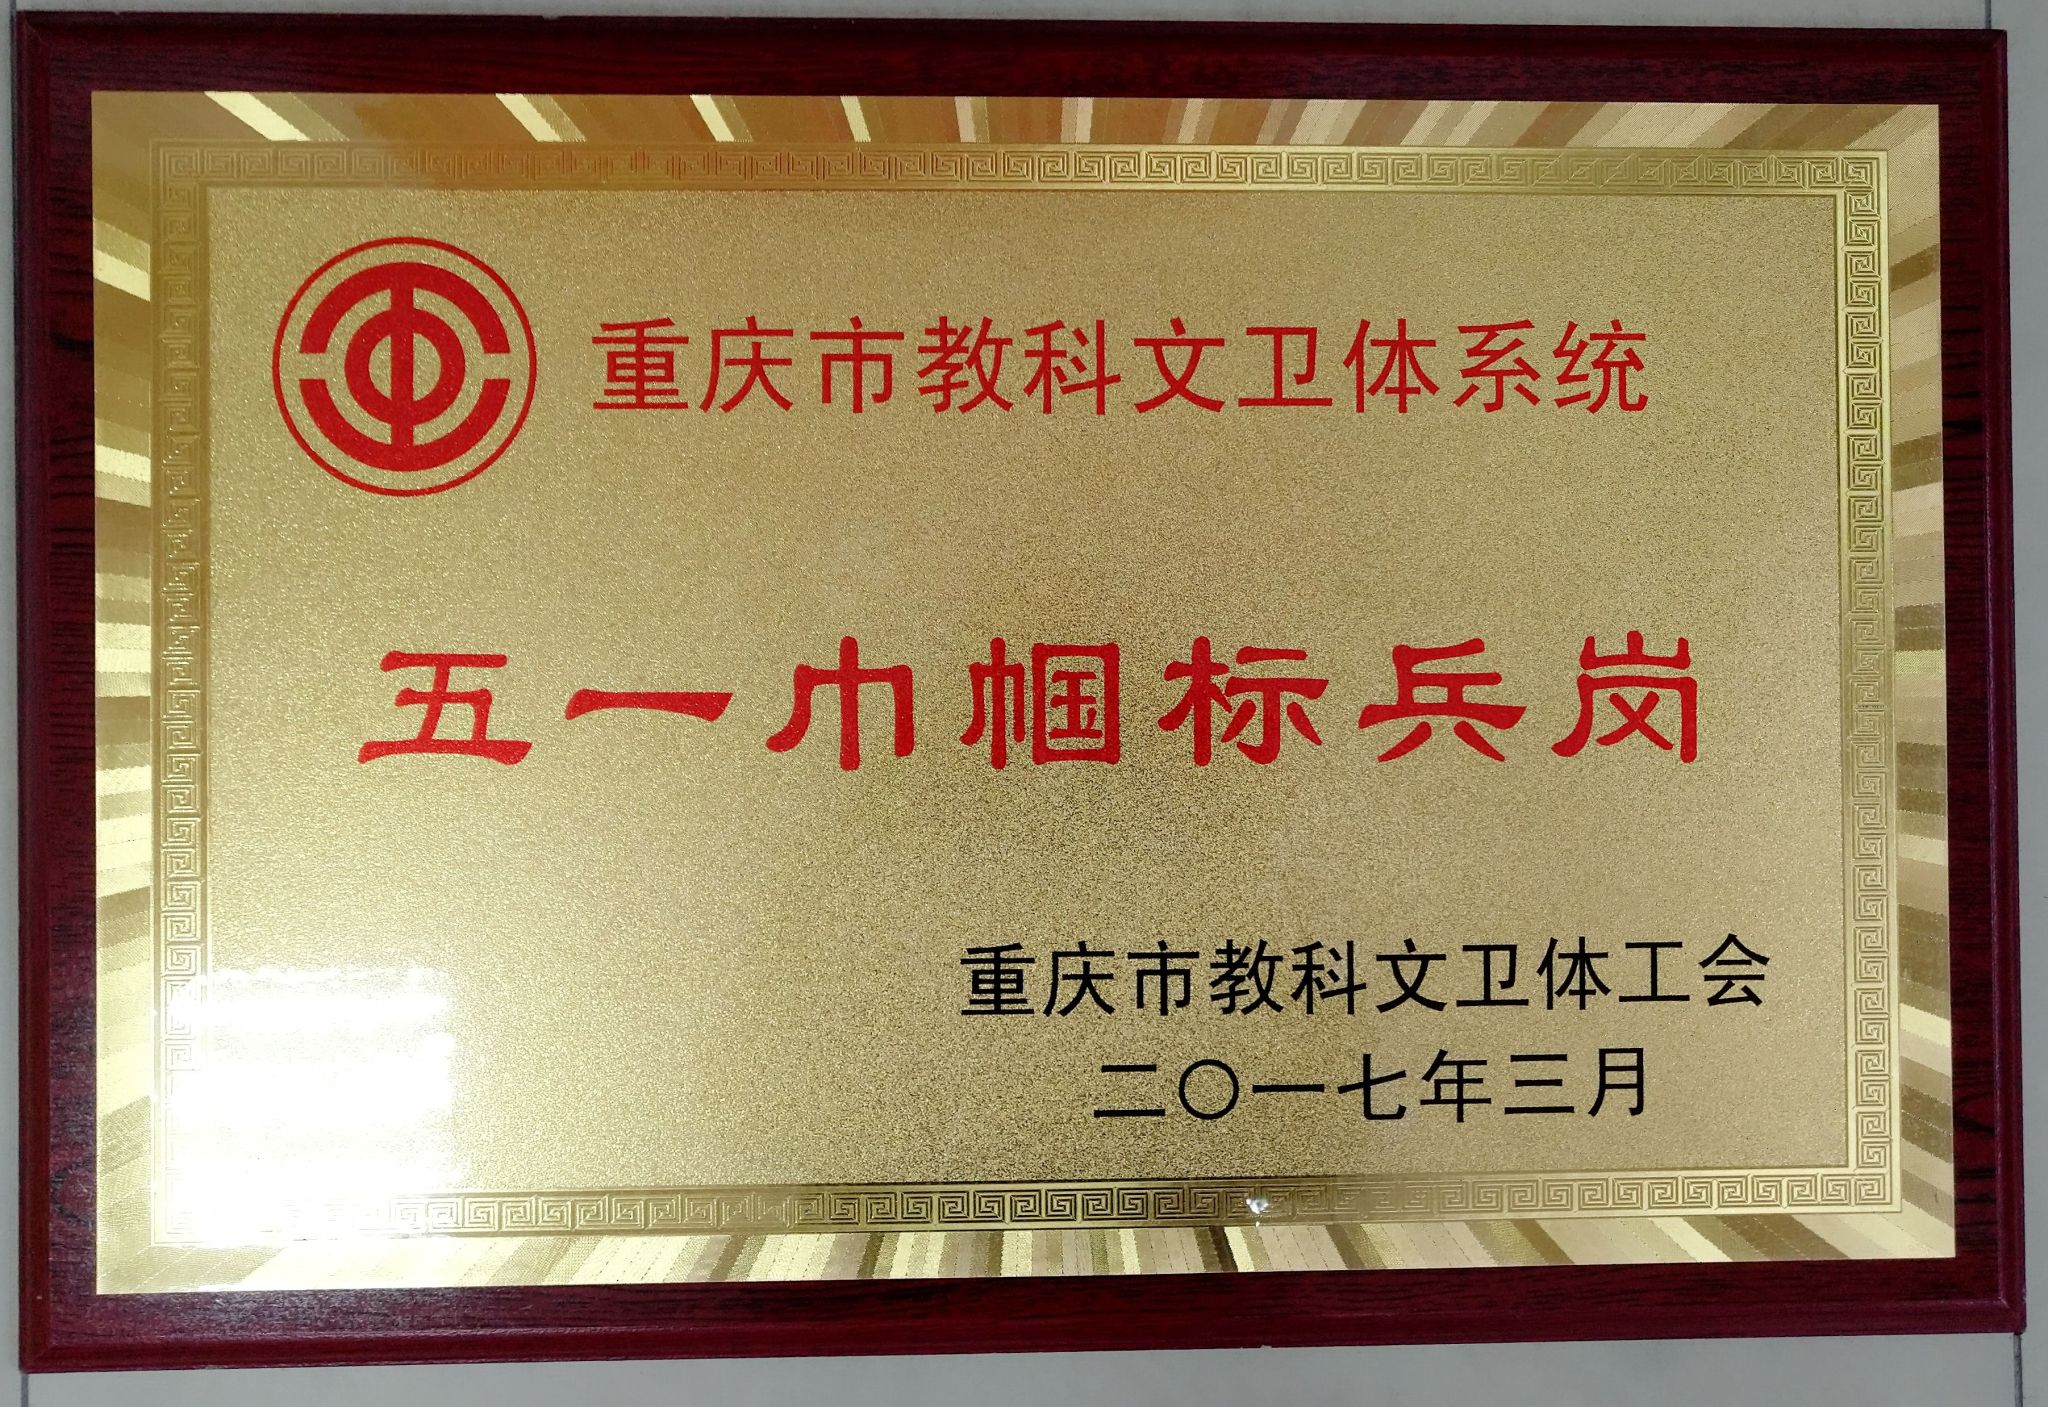 重庆市教科文卫体系统
五一巾帼标兵岗
重庆市教科文卫体工会
二〇一七年三月